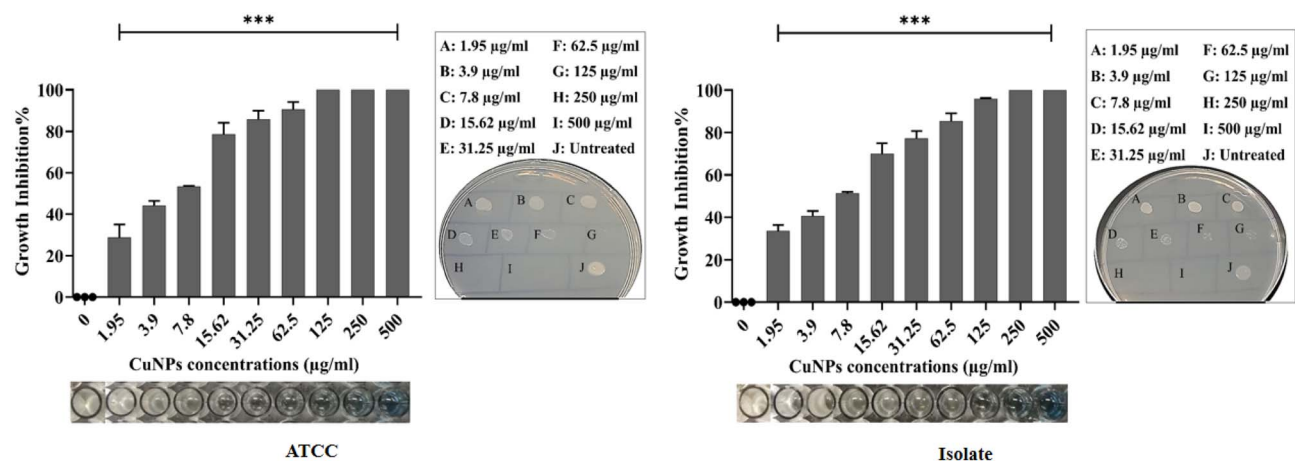 ***
Growth Inhibition%
100
80
60
40
20
0
0
1.95
3.9
7.8
15.62
31.25
62.5
125
250
500
CuNPs concentrations (µg/ml)
A: 1.95 µg/ml F: 62.5 µg/ml
B: 3.9 µg/ml G: 125 µg/ml
C: 7.8 µg/ml H: 250 µg/ml
D: 15.62 µg/ml I: 500 µg/ml
E: 31.25 µg/ml J: Untreated
A B C
D E F G
H I J
ATCC
***
Growth Inhibition%
100
80
60
40
20
0
0
1.95
3.9
7.8
15.62
31.25
62.5
125
250
500
CuNPs concentrations (µg/ml)
A: 1.95 µg/ml F: 62.5 µg/ml
B: 3.9 µg/ml G: 125 µg/ml
C: 7.8 µg/ml H: 250 µg/ml
D: 15.62 µg/ml I: 500 µg/ml
E: 31.25 µg/ml J: Untreated
A B C
D E F G
H I J
Isolate